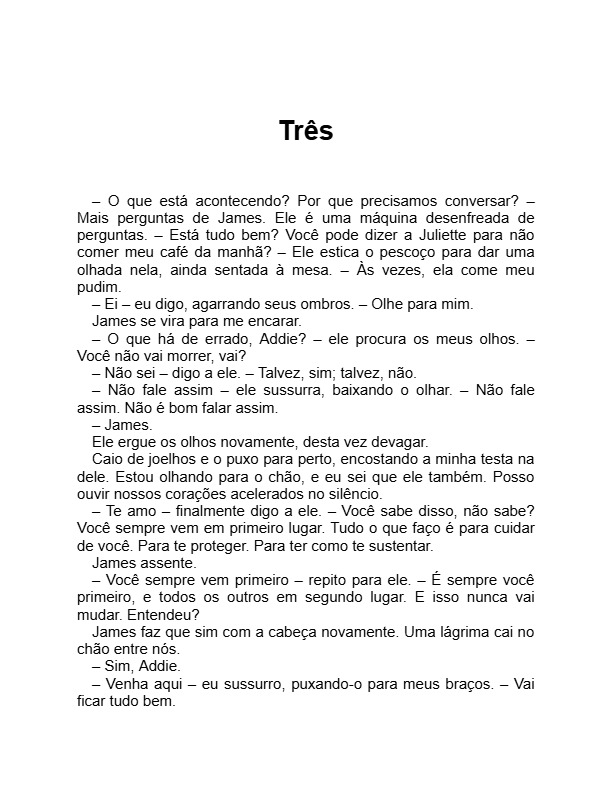 Três
– O que está acontecendo? Por que precisamos conversar? –
Mais perguntas de James. Ele é uma máquina desenfreada de
perguntas. – Está tudo bem? Você pode dizer a Juliette para não
comer meu café da manhã? – Ele estica o pescoço para dar uma
olhada nela, ainda sentada à mesa. – Às vezes, ela come meu
pudim.
– Ei – eu digo, agarrando seus ombros. – Olhe para mim.
James se vira para me encarar.
– O que há de errado, Addie? – ele procura os meus olhos. –
Você não vai morrer, vai?
– Não sei – digo a ele. – Talvez, sim; talvez, não.
– Não fale assim – ele sussurra, baixando o olhar. – Não fale
assim. Não é bom falar assim.
– James.
Ele ergue os olhos novamente, desta vez devagar.
Caio de joelhos e o puxo para perto, encostando a minha testa na
dele. Estou olhando para o chão, e eu sei que ele também. Posso
ouvir nossos corações acelerados no silêncio.
– Te amo – finalmente digo a ele. – Você sabe disso, não sabe?
Você sempre vem em primeiro lugar. Tudo o que faço é para cuidar
de você. Para te proteger. Para ter como te sustentar.
James assente.
– Você sempre vem primeiro – repito para ele. – É sempre você
primeiro, e todos os outros em segundo lugar. E isso nunca vai
mudar. Entendeu?
James faz que sim com a cabeça novamente. Uma lágrima cai no
chão entre nós.
– Sim, Addie.
– Venha aqui – eu sussurro, puxando-o para meus braços. – Vai
ficar tudo bem.